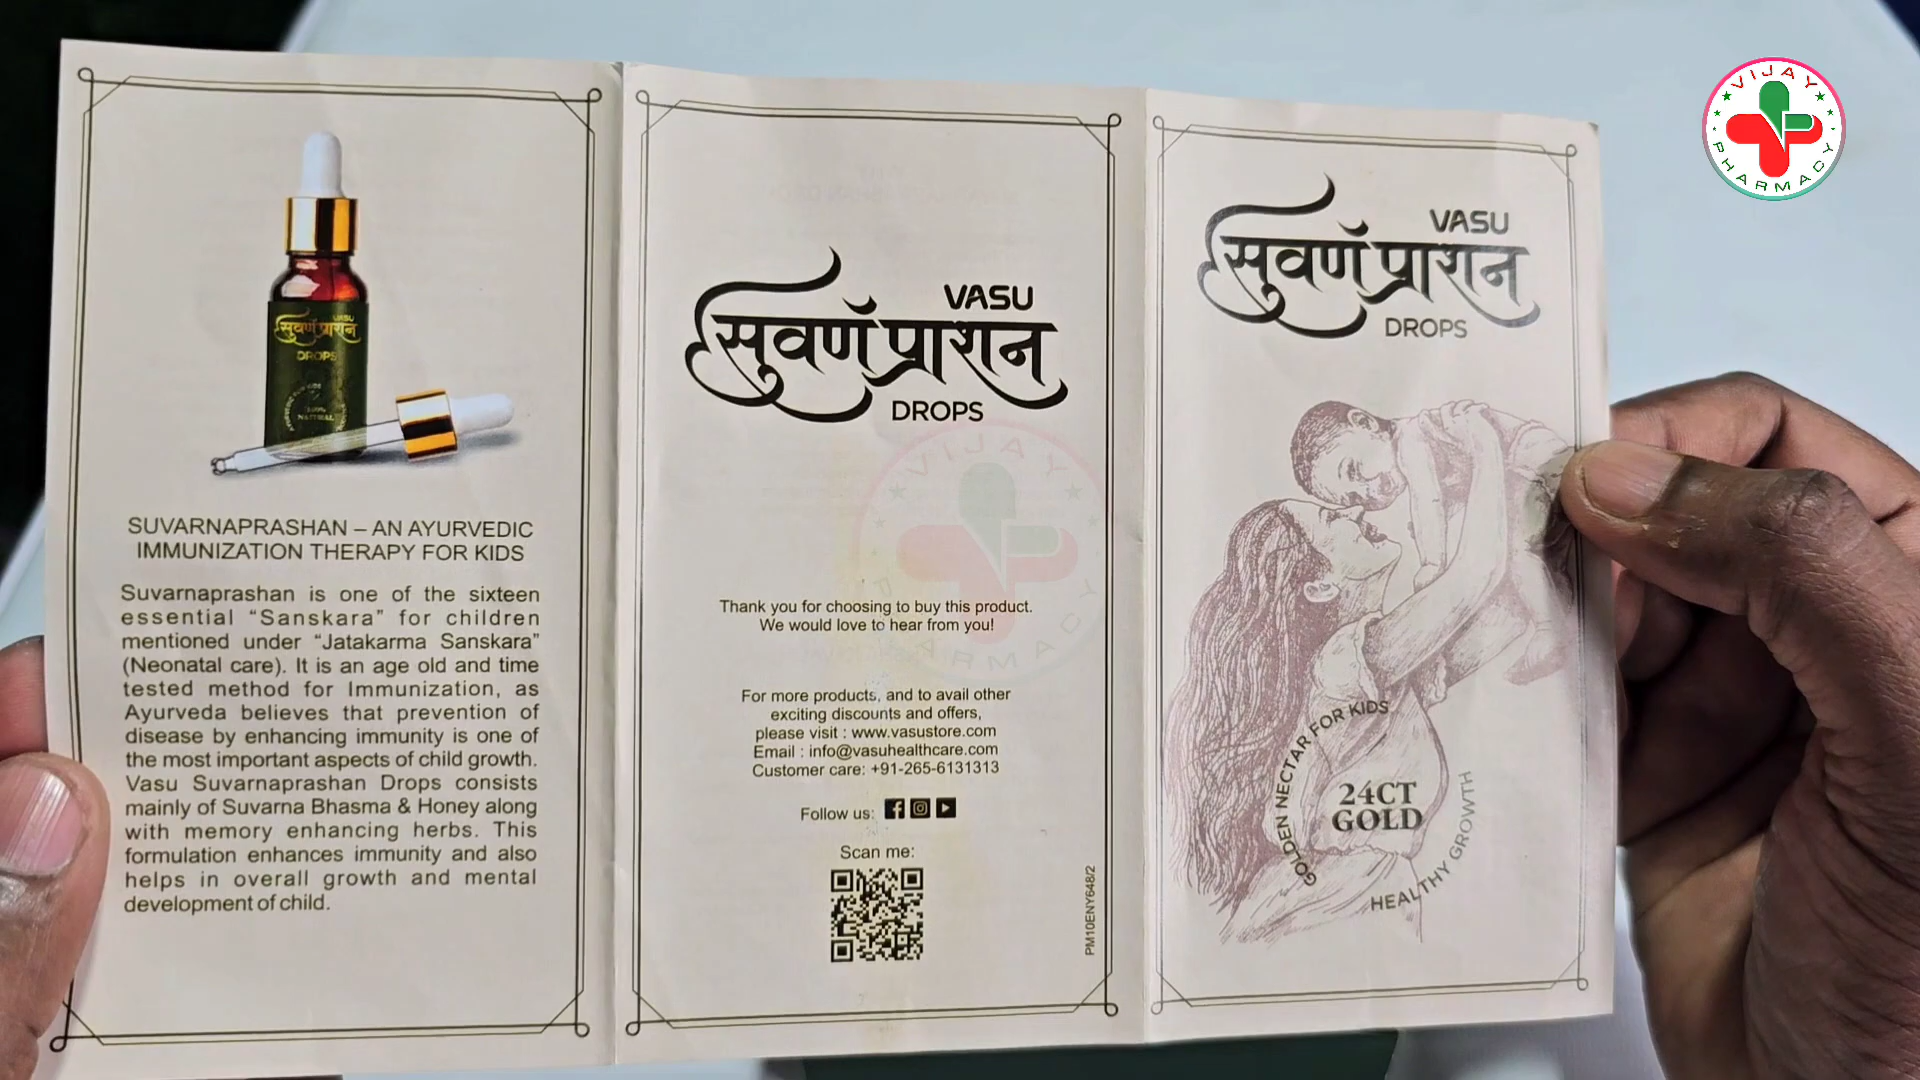 VASU
सुवर्णप्राशन
DROPS
SUVARNAPRASHAN – AN AYURVEDIC
IMMUNIZATION THERAPY FOR KIDS
Suvarnaprashan is one of the sixteen
essential “Sanskara” for children
mentioned under “Jatakarma Sanskara”
(Neonatal care). It is an age old and time
tested method for Immunization, as
Ayurveda believes that prevention of
disease by enhancing immunity is one of
the most important aspects of child growth.
Vasu Suvarnaprashan Drops consists
mainly of Suvarna Bhasma & Honey along
with memory enhancing herbs. This
formulation enhances immunity and also
helps in overall growth and mental
development of child.
VASU
सुवर्णप्राशन
DROPS
Thank you for choosing to buy this product.
We would love to hear from you!
For more products, and to avail other
exciting discounts and offers,
please visit : www.vasustore.com
Email : info@vasuhealthcare.com
Customer care: +91-265-6131313
Follow us:
Scan me:
PM10ENY648/2
VIJAY
PHARMACY
VASU
सुवर्णप्राशन
DROPS
GOLDEN NECTAR FOR KIDS
24CT
GOLD
HEALTHY GROWTH
VIJAY
PHARMACY